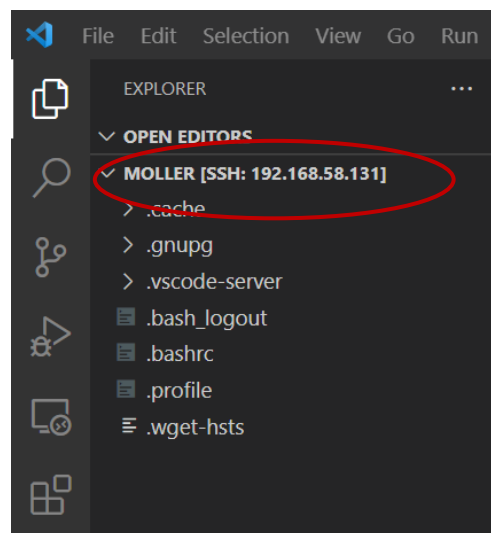 File Edit Selection View Go Run
EXPLORER ...
OPEN EDITORS
MOLLER [SSH: 192.168.58.131]
.cache
.gnupg
.vscode-server
.bash_logout
.bashrc
.profile
.wget-hsts